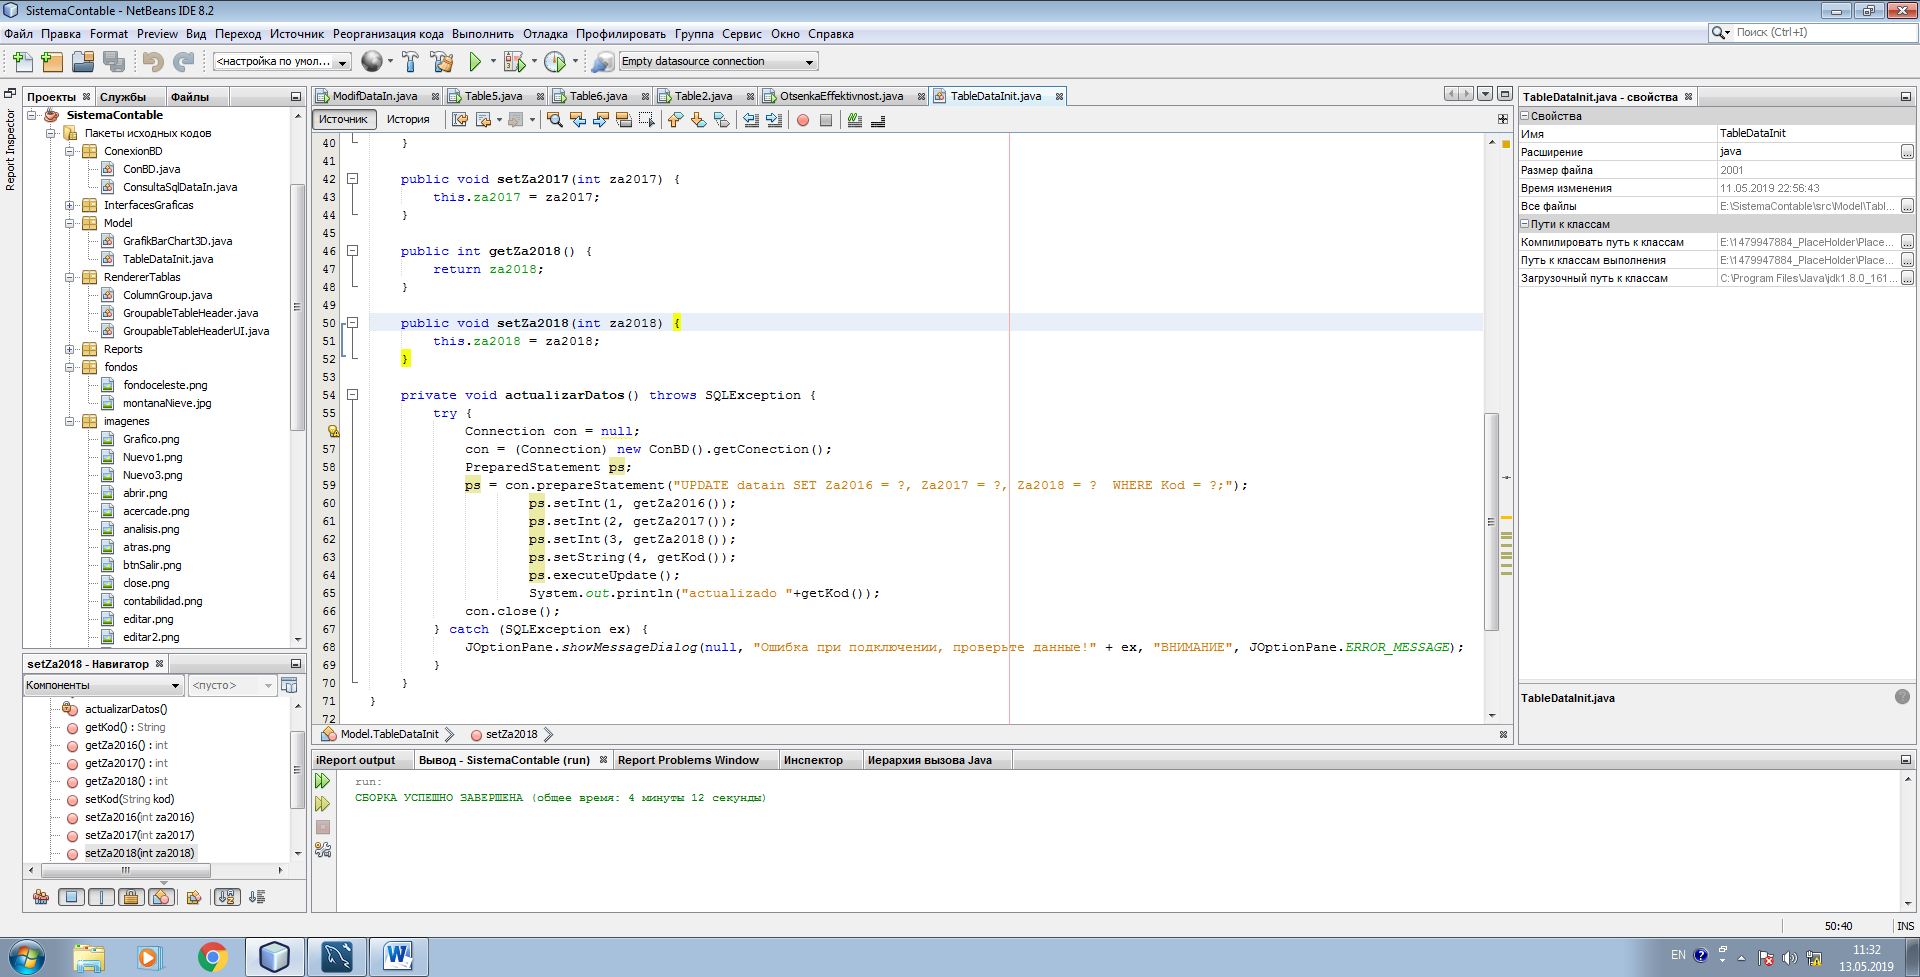 SistemaContable - NetBeans IDE 8.2
Файл Правка Format Preview Вид Переход Источник Реорганизация кода Выполнить Отладка Профилировать Группа Сервис Окно Справка
Поиск (Ctrl+I)
<настройка по умол...
Empty datasource connection
Report Inspector
Проекты Службы Файлы
SistemaContable
Пакеты исходных кодов
ConexionBD
ConBD.java
ConsultaSqlDataIn.java
InterfacesGraficas
Model
GrafikBarChart3D.java
TableDataInit.java
RendererTablas
ColumnGroup.java
GroupableTableHeader.java
GroupableTableHeaderUI.java
Reports
fondos
fondoceleste.png
montanaNieve.jpg
imagenes
Grafico.png
Nuevo1.png
Nuevo3.png
abrir.png
acercade.png
analisis.png
atras.png
btnSalir.png
close.png
contabilidad.png
editar.png
editar2.png
setZa2018 - Навигатор
Компоненты <пусто>
actualizarDatos()
getKod() : String
getZa2016() : int
getZa2017() : int
getZa2018() : int
setKod(String kod)
setZa2016(int za2016)
setZa2017(int za2017)
setZa2018(int za2018)
ModifDataIn.java Table5.java Table6.java Table2.java OtsenkaEffektivnost.java TableDataInit.java
Источник История
40 }
41
42 public void setZa2017(int za2017) {
43 this.za2017 = za2017;
44 }
45
46 public int getZa2018() {
47 return za2018;
48 }
49
50 public void setZa2018(int za2018) {
51 this.za2018 = za2018;
52 }
53
54 private void actualizarDatos() throws SQLException {
55 try {
Connection con = null;
57 con = (Connection) new ConBD().getConection();
58 PreparedStatement ps;
59 ps = con.prepareStatement("UPDATE datain SET Za2016 = ?, Za2017 = ?, Za2018 = ?  WHERE Kod = ?;");
60 ps.setInt(1, getZa2016());
61 ps.setInt(2, getZa2017());
62 ps.setInt(3, getZa2018());
63 ps.setString(4, getKod());
64 ps.executeUpdate();
65 System.out.println("actualizado "+getKod());
66 con.close();
67 } catch (SQLException ex) {
68 JOptionPane.showMessageDialog(null, "Ошибка при подключении, проверьте данные!" + ex, "ВНИМАНИЕ", JOptionPane.ERROR_MESSAGE);
69 }
70 }
71 }
72
Model.TableDataInit setZa2018
iReport output Вывод - SistemaContable (run) Report Problems Window Инспектор Иерархия вызова Java
run:
СБОРКА УСПЕШНО ЗАВЕРШЕНА (общее время: 4 минуты 12 секунды)
TableDataInit.java - свойства
Свойства
Имя TableDataInit
Расширение java
Размер файла 2001
Время изменения 11.05.2019 22:56:43
Все файлы E:\SistemaContable\src\Model\Tabl...
Пути к классам
Компилировать путь к классам E:\1479947884_PlaceHolder\Place...
Путь к классам выполнения E:\1479947884_PlaceHolder\Place...
Загрузочный путь к классам C:\Program Files\Java\jdk1.8.0_161...
TableDataInit.java
50:40 INS
EN
11:32
13.05.2019